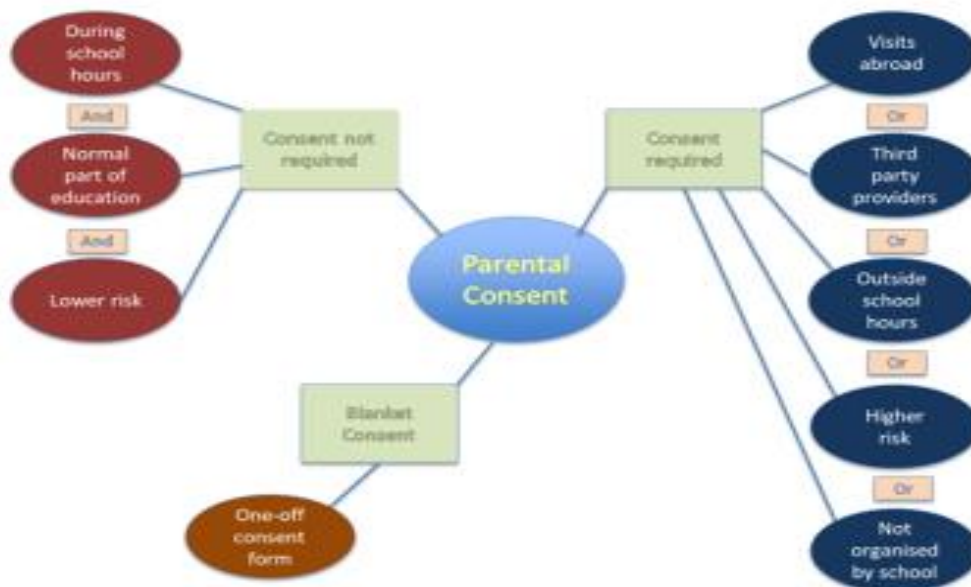 During
school
hours
And
Normal
part of
education
And
Lower risk
Consent not
required
Parental
Consent
Blanket
Consent
One-off
consent
form
Consent
required
Visits
abroad
Or
Third
party
providers
Or
Outside
school
hours
Or
Higher
risk
Or
Not
organised
by school